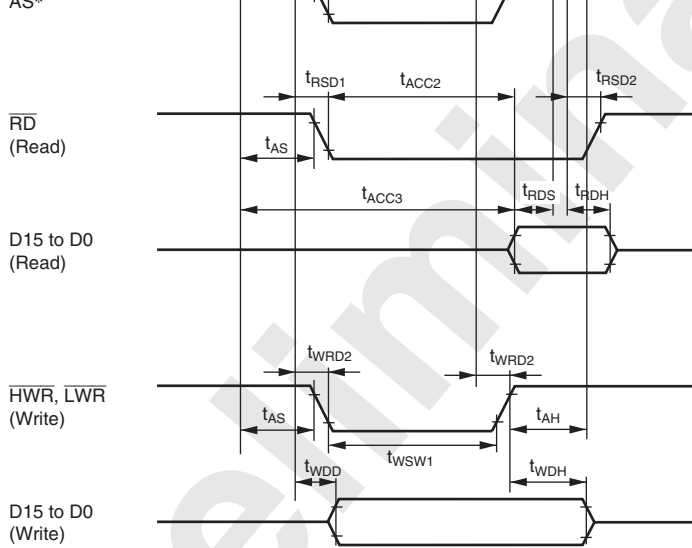 AS*
tRSD1 tACC2 tRSD2
RD
(Read)
tAS
tACC3 tRDS tRDH
D15 to D0
(Read)
tWRD2 tWRD2
HWR, LWR
(Write)
tAS tAH
tWSW1
tWDD tWDH
D15 to D0
(Write)